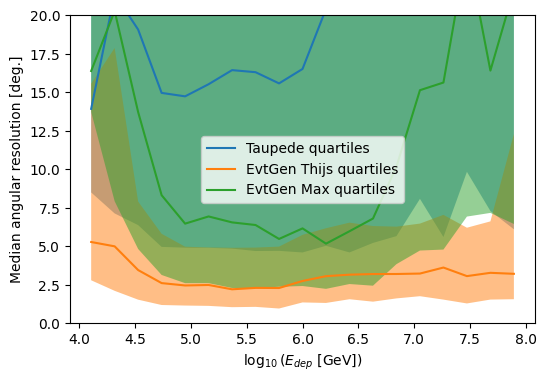 20.0
17.5
15.0
12.5
10.0
7.5
5.0
2.5
0.0
Median angular resolution [deg.]
Taupede quartiles
EvtGen Thijs quartiles
EvtGen Max quartiles
4.0 4.5 5.0 5.5 6.0 6.5 7.0 7.5 8.0
log₁₀(E_dep [GeV])